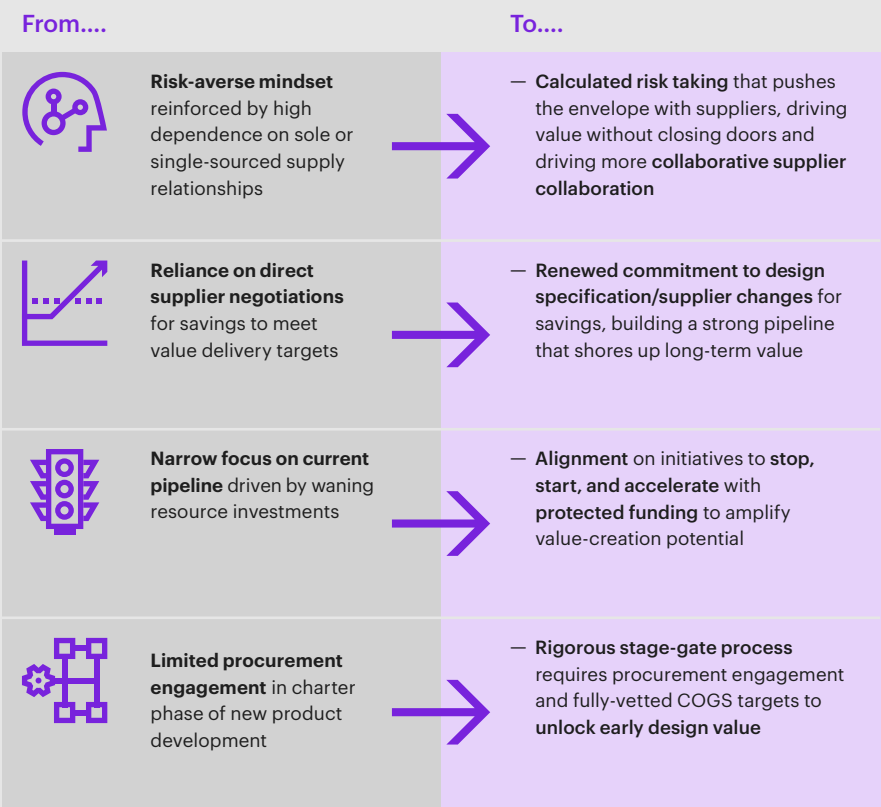 From....
To....
Risk-averse mindset
reinforced by high
dependence on sole or
single-sourced supply
relationships
— Calculated risk taking that pushes
the envelope with suppliers, driving
value without closing doors and
driving more collaborative supplier
collaboration
Reliance on direct
supplier negotiations
for savings to meet
value delivery targets
— Renewed commitment to design
specification/supplier changes for
savings, building a strong pipeline
that shores up long-term value
Narrow focus on current
pipeline driven by waning
resource investments
— Alignment on initiatives to stop,
start, and accelerate with
protected funding to amplify
value-creation potential
Limited procurement
engagement in charter
phase of new product
development
— Rigorous stage-gate process
requires procurement engagement
and fully-vetted COGS targets to
unlock early design value